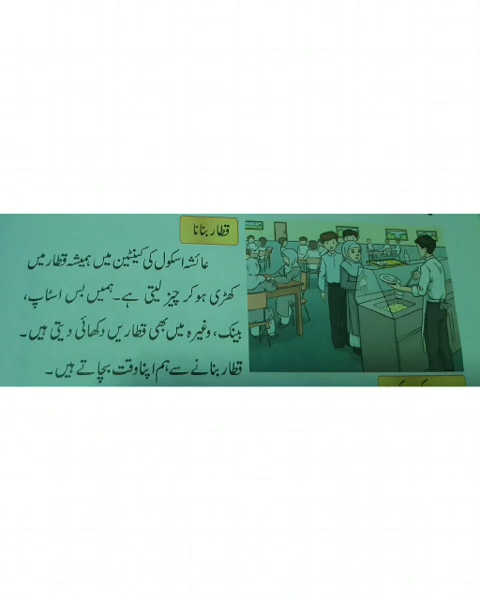 قطار بنانا
عائشہ اسکول کی کینٹین میں ہمیشہ قطار میں
کھڑی ہو کر چیز لیتی ہے۔ ہمیں بس اسٹاپ،
بینک، وغیرہ میں بھی قطاریں دکھائی دیتی ہیں۔
قطار بنانے سے ہم اپنا وقت بچاتے ہیں۔